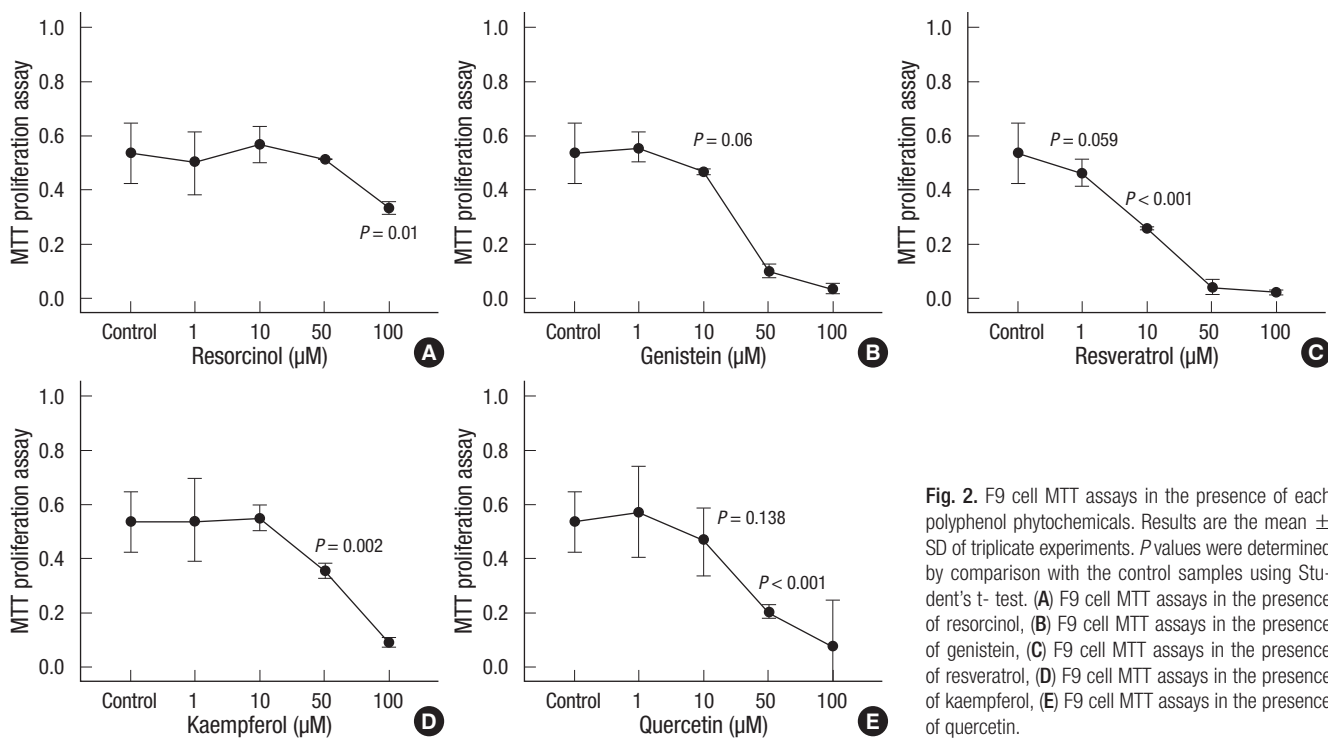 1.0
0.8
0.6
0.4
0.2
0.0
MTT proliferation assay
P = 0.01
Control 1 10 50 100
Resorcinol (μM)
A
1.0
0.8
0.6
0.4
0.2
0.0
MTT proliferation assay
P = 0.06
Control 1 10 50 100
Genistein (μM)
B
1.0
0.8
0.6
0.4
0.2
0.0
MTT proliferation assay
P = 0.059
P < 0.001
Control 1 10 50 100
Resveratrol (μM)
C
1.0
0.8
0.6
0.4
0.2
0.0
MTT proliferation assay
P = 0.002
Control 1 10 50 100
Kaempferol (μM)
D
1.0
0.8
0.6
0.4
0.2
0.0
MTT proliferation assay
P = 0.138
P < 0.001
Control 1 10 50 100
Quercetin (μM)
E
Fig. 2. F9 cell MTT assays in the presence of each
polyphenol phytochemicals. Results are the mean ±
SD of triplicate experiments. P values were determined
by comparison with the control samples using Stu-
dent's t- test. (A) F9 cell MTT assays in the presence
of resorcinol, (B) F9 cell MTT assays in the presence
of genistein, (C) F9 cell MTT assays in the presence
of resveratrol, (D) F9 cell MTT assays in the presence
of kaempferol, (E) F9 cell MTT assays in the presence
of quercetin.